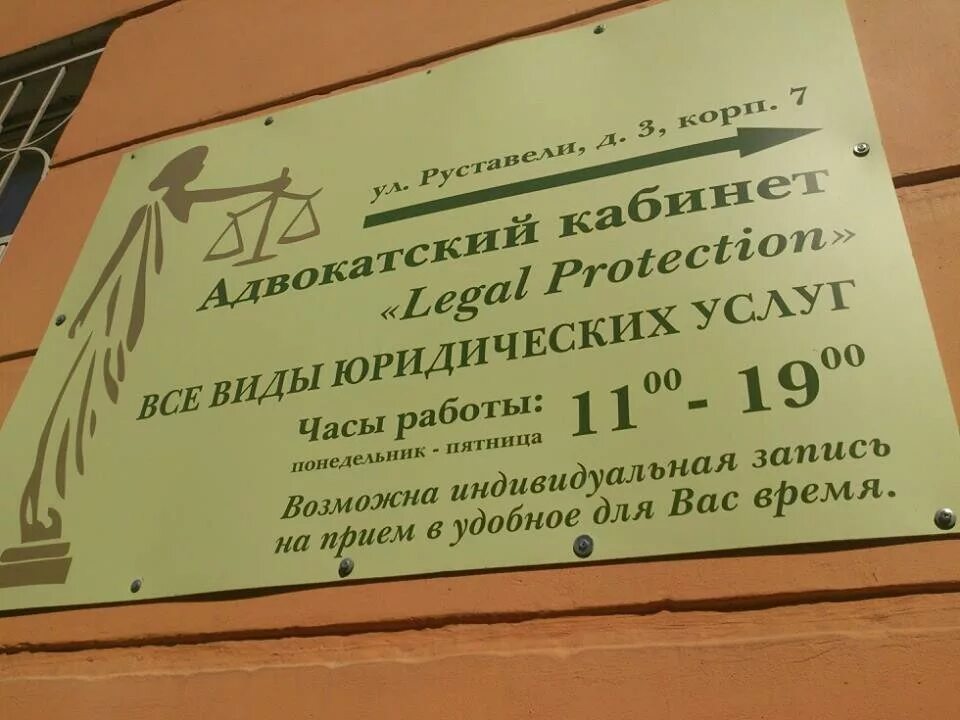 ул. Руставели, д. 3, корп. 7
Адвокатский кабинет
«Legal Protection»
ВСЕ ВИДЫ ЮРИДИЧЕСКИХ УСЛУГ
Часы работы: 11⁰⁰ - 19⁰⁰
понедельник - пятница
Возможна индивидуальная запись
на прием в удобное для Вас время.